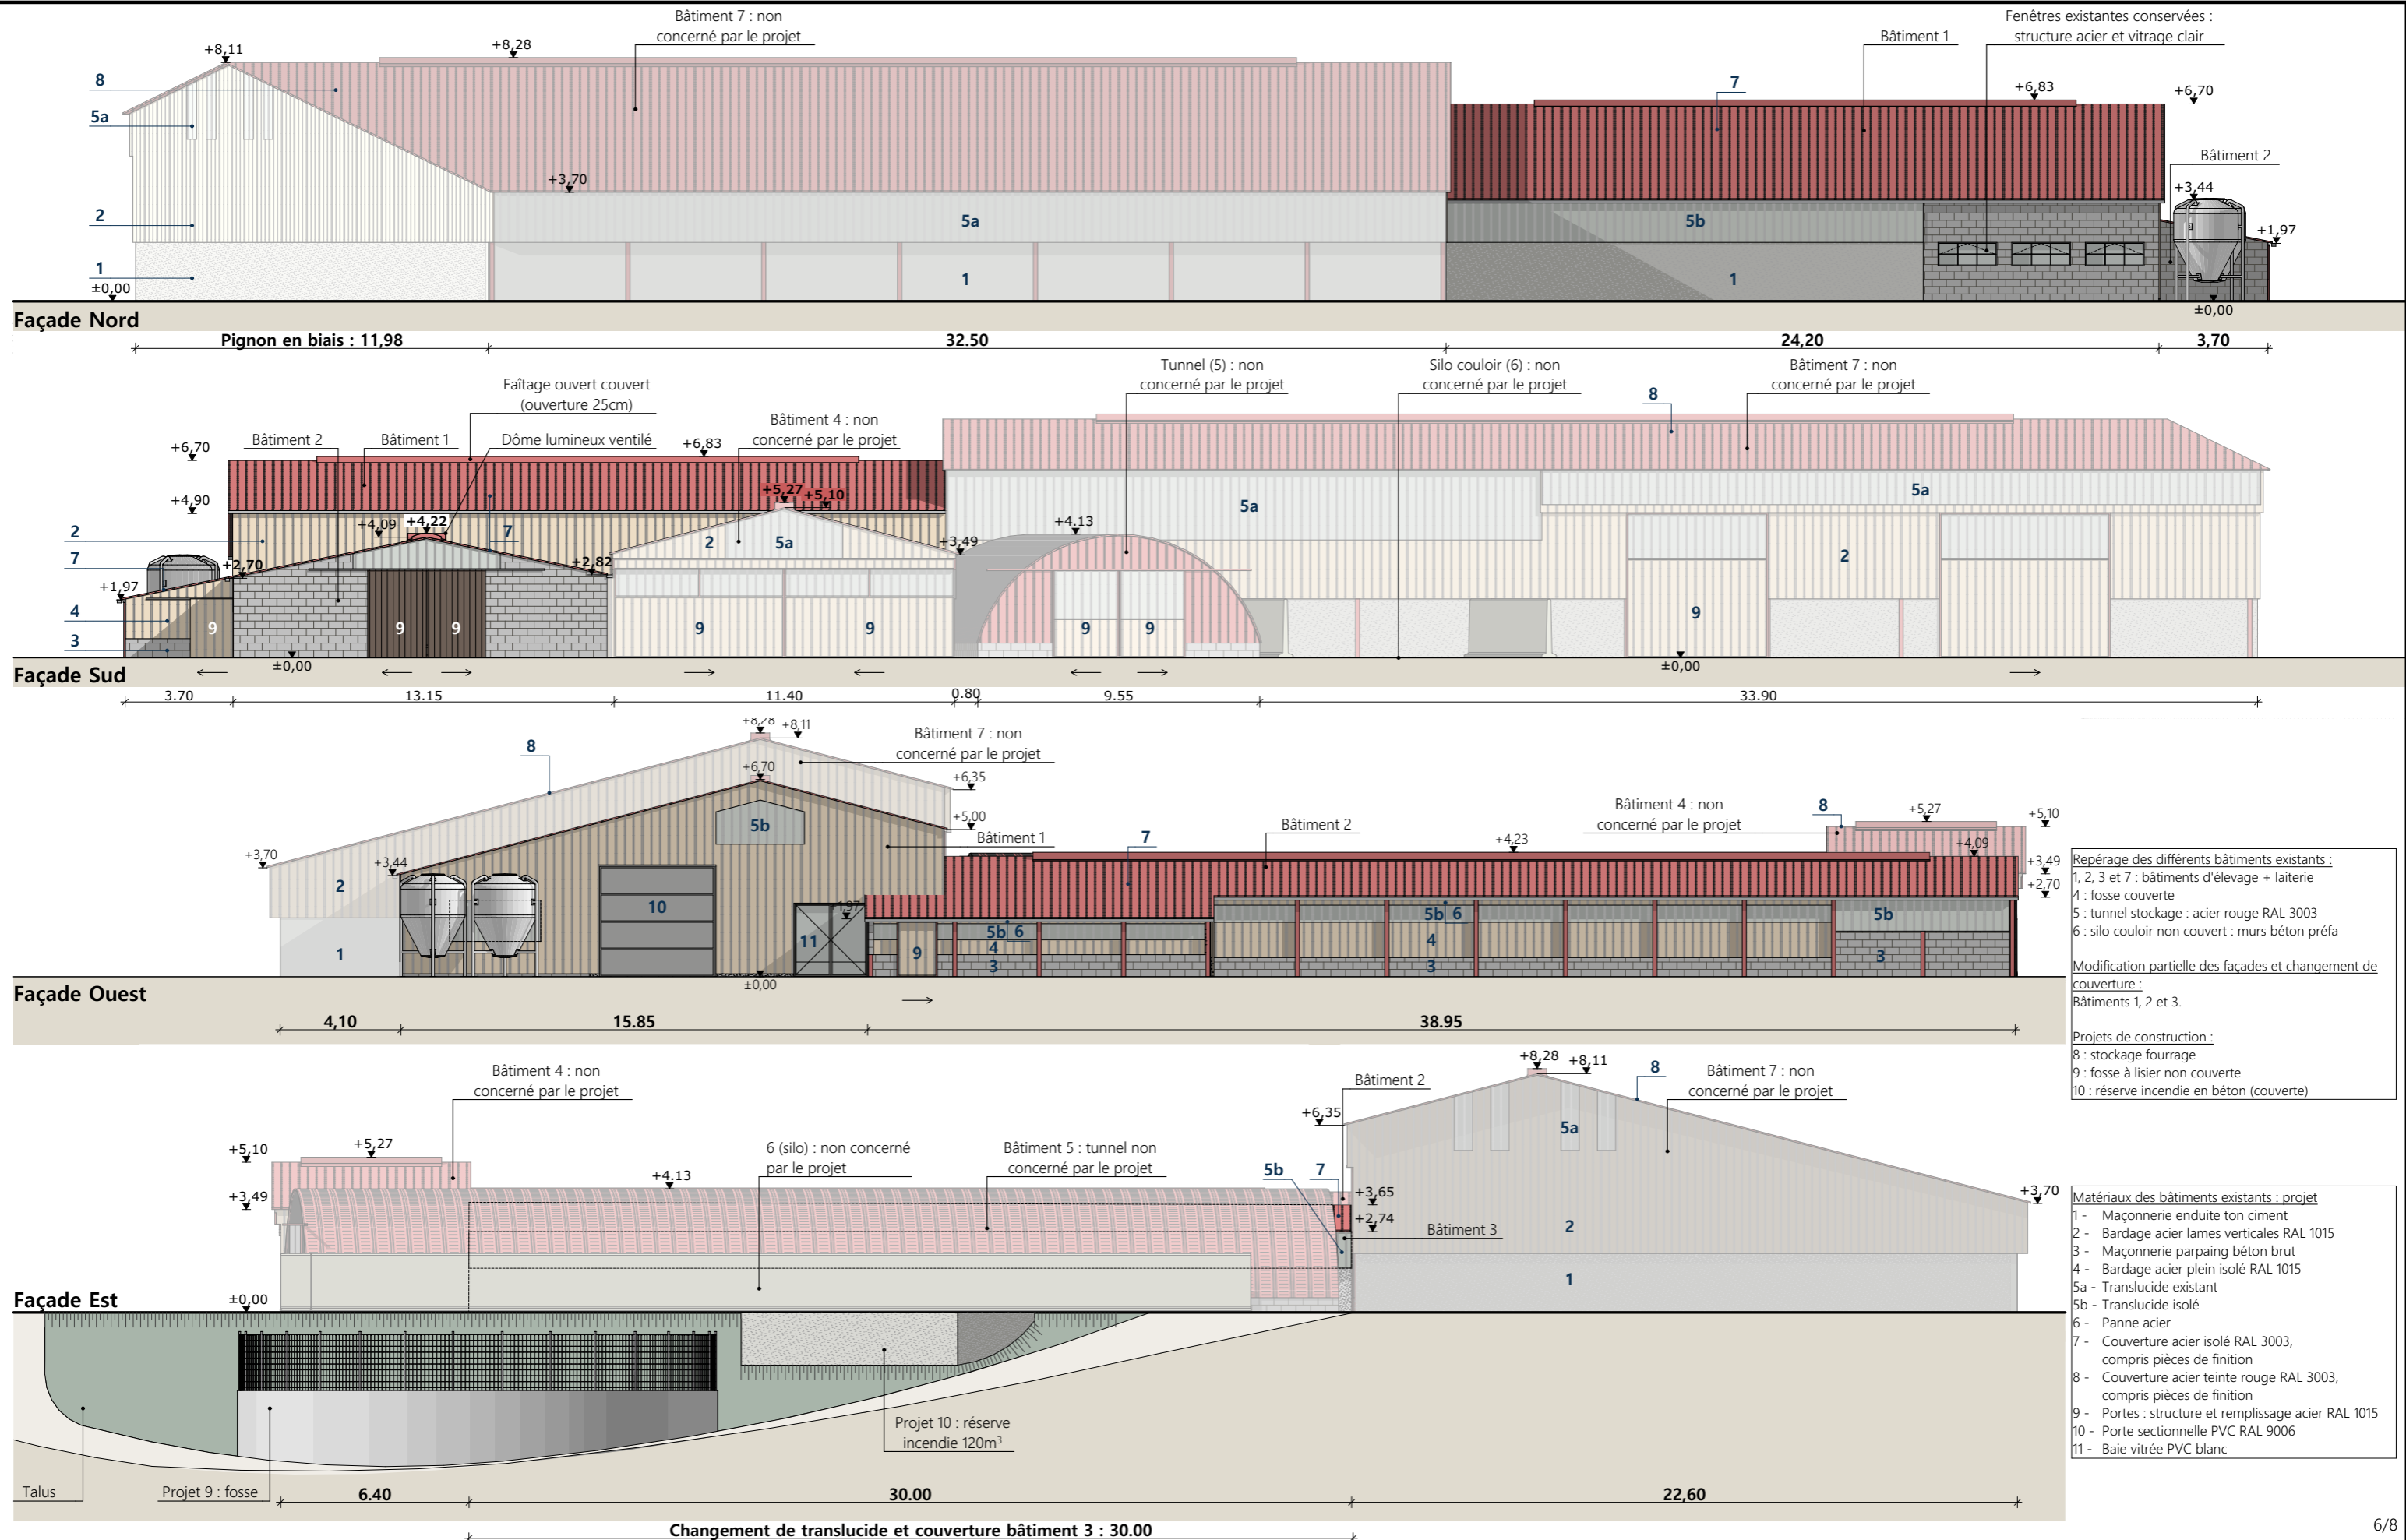 Bâtiment 7 : non
concerné par le projet
Fenêtres existantes conservées :
structure acier et vitrage clair
Bâtiment 1
+8,11
+8,28
8
5a
7
+6,83
+6,70
Bâtiment 2
+3,70
+3,44
2
5a
5b
+1,97
1
±0,00
1
1
±0,00
Façade Nord
Pignon en biais : 11,98
32.50
24,20
3,70
Faîtage ouvert couvert
(ouverture 25cm)
Tunnel (5) : non
concerné par le projet
Silo couloir (6) : non
concerné par le projet
Bâtiment 7 : non
concerné par le projet
8
Bâtiment 4 : non
concerné par le projet
Bâtiment 2
Bâtiment 1
Dôme lumineux ventilé
+6,83
+6,70
+5,27
+5,10
+4,90
5a
5a
+4,09
+4,22
7
+4.13
2
2
5a
+3,49
2
7
+2,70
+2,82
+1,97
4
9
9
9
9
9
9
9
9
3
±0,00
±0,00
Façade Sud
3.70
13.15
11.40
0.80
9.55
33.90
+8,28
+8,11
8
Bâtiment 7 : non
concerné par le projet
+6,70
+6,35
5b
+5,00
Bâtiment 1
7
Bâtiment 2
Bâtiment 4 : non
concerné par le projet
8
+5,27
+5,10
+4,23
+4,09
+3,70
+3,44
+3,49
+2,70
2
10
1,97
5b
6
5b
6
5b
1
11
9
4
3
4
3
3
±0,00
Façade Ouest
4,10
15.85
38.95
Repérage des différents bâtiments existants :
1, 2, 3 et 7 : bâtiments d'élevage + laiterie
4 : fosse couverte
5 : tunnel stockage : acier rouge RAL 3003
6 : silo couloir non couvert : murs béton préfa
Modification partielle des façades et changement de
couverture :
Bâtiments 1, 2 et 3.
Projets de construction :
8 : stockage fourrage
9 : fosse à lisier non couverte
10 : réserve incendie en béton (couverte)
Bâtiment 4 : non
concerné par le projet
+8,28
+8,11
8
Bâtiment 7 : non
concerné par le projet
Bâtiment 2
+6,35
5a
+5,10
+5,27
6 (silo) : non concerné
par le projet
Bâtiment 5 : tunnel non
concerné par le projet
+4.13
5b
7
+3,49
+3,65
+3,70
+2,74
Bâtiment 3
2
1
Façade Est
±0,00
Projet 10 : réserve
incendie 120m³
Talus
Projet 9 : fosse
6.40
30.00
22,60
Changement de translucide et couverture bâtiment 3 : 30.00
Matériaux des bâtiments existants : projet
1 - Maçonnerie enduite ton ciment
2 - Bardage acier lames verticales RAL 1015
3 - Maçonnerie parpaing béton brut
4 - Bardage acier plein isolé RAL 1015
5a - Translucide existant
5b - Translucide isolé
6 - Panne acier
7 - Couverture acier isolé RAL 3003,
compris pièces de finition
8 - Couverture acier teinte rouge RAL 3003,
compris pièces de finition
9 - Portes : structure et remplissage acier RAL 1015
10 - Porte sectionnelle PVC RAL 9006
11 - Baie vitrée PVC blanc
6/8